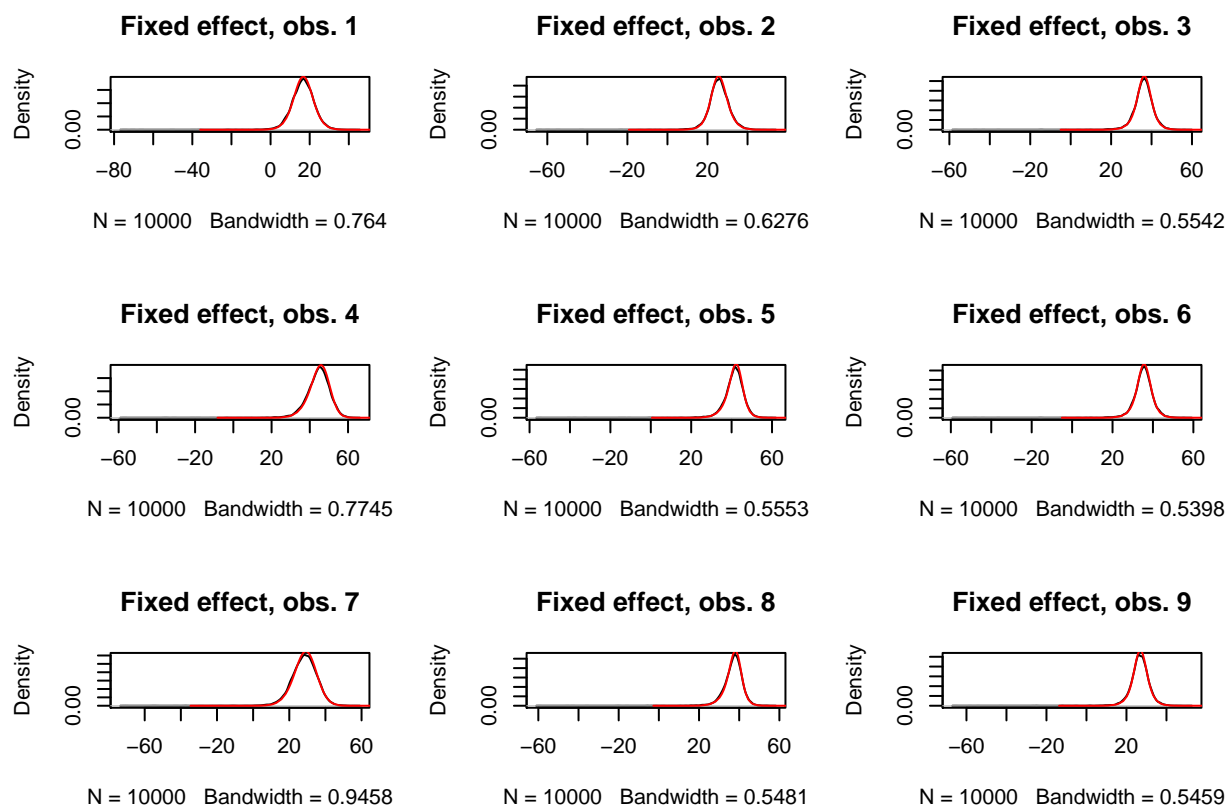 Fixed effect, obs. 1 Fixed effect, obs. 2 Fixed effect, obs. 3
Density Density Density
0.00 0.00 0.00
−80 −40 0 20 −60 −20 20 −60 −20 20 60
N = 10000 Bandwidth = 0.764 N = 10000 Bandwidth = 0.6276 N = 10000 Bandwidth = 0.5542
Fixed effect, obs. 4 Fixed effect, obs. 5 Fixed effect, obs. 6
Density Density Density
0.00 0.00 0.00
−60 −20 20 60 −60 −20 20 60 −60 −20 20 60
N = 10000 Bandwidth = 0.7745 N = 10000 Bandwidth = 0.5553 N = 10000 Bandwidth = 0.5398
Fixed effect, obs. 7 Fixed effect, obs. 8 Fixed effect, obs. 9
Density Density Density
0.00 0.00 0.00
−60 −20 20 60 −60 −20 20 60 −60 −20 20
N = 10000 Bandwidth = 0.9458 N = 10000 Bandwidth = 0.5481 N = 10000 Bandwidth = 0.5459